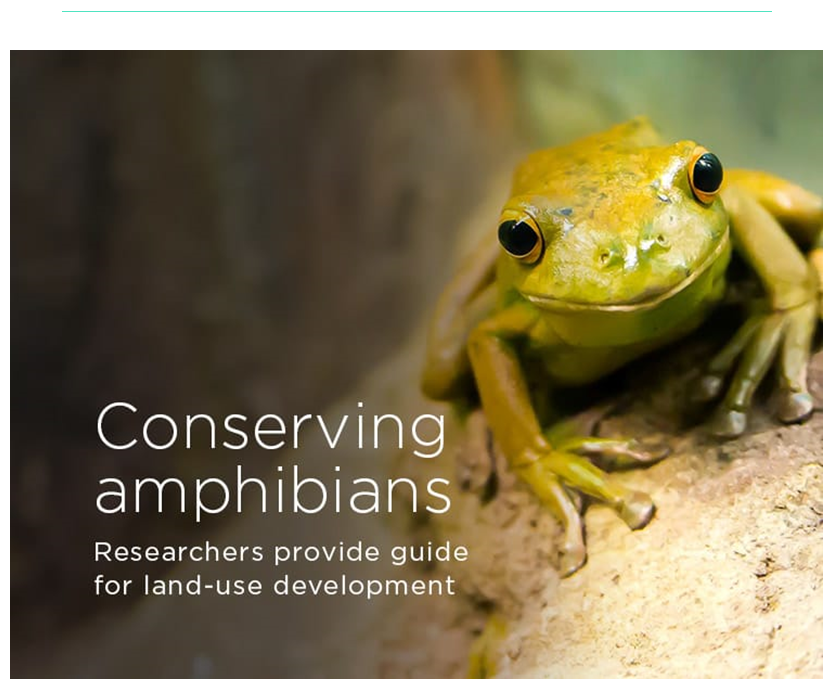 Conserving
amphibians
Researchers provide guide
for land-use development